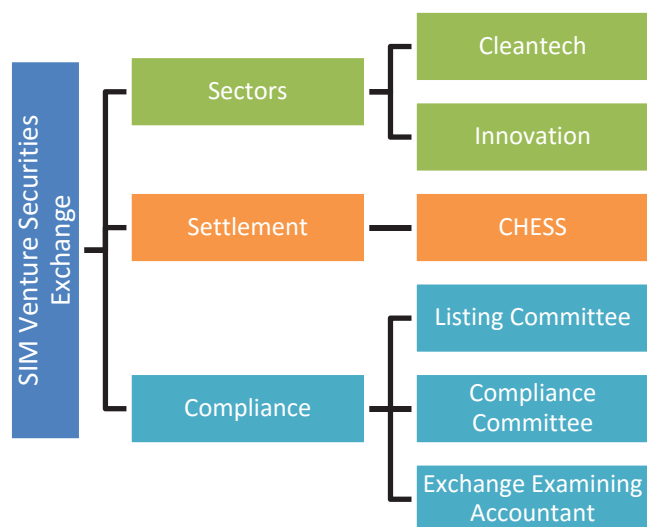 SIM Venture Securities
Exchange
Sectors
Cleantech
Innovation
Settlement
CHESS
Compliance
Listing Committee
Compliance
Committee
Exchange Examining
Accountant